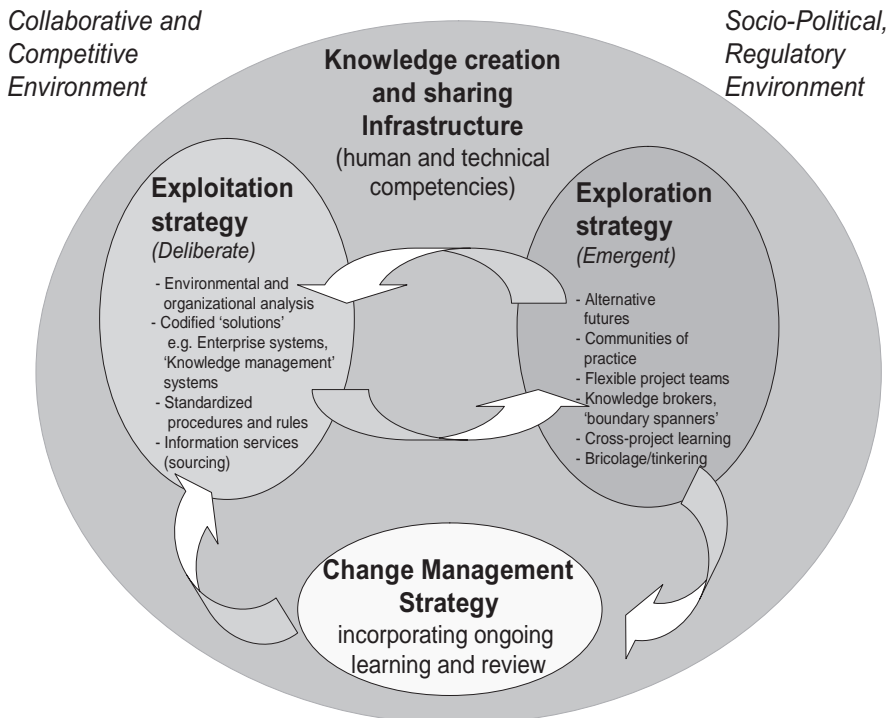 Collaborative and
Competitive
Environment
Socio-Political,
Regulatory
Environment
Knowledge creation
and sharing
Infrastructure
(human and technical
competencies)
Exploitation
strategy
(Deliberate)
- Environmental and
organizational analysis
- Codified ‘solutions’
e.g. Enterprise systems,
‘Knowledge management’
systems
- Standardized
procedures and rules
- Information services
(sourcing)
Exploration
strategy
(Emergent)
- Alternative
futures
- Communities of
practice
- Flexible project teams
- Knowledge brokers,
‘boundary spanners’
- Cross-project learning
- Bricolage/tinkering
Change Management
Strategy
incorporating ongoing
learning and review